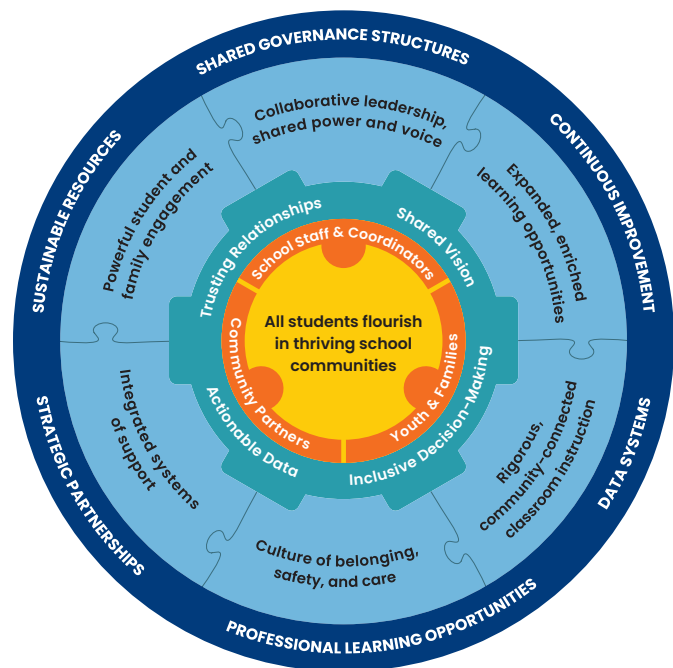 SHARED GOVERNANCE STRUCTURES
CONTINUOUS IMPROVEMENT
DATA SYSTEMS
PROFESSIONAL LEARNING OPPORTUNITIES
STRATEGIC PARTNERSHIPS
SUSTAINABLE RESOURCES
Collaborative leadership,
shared power and voice
Expanded, enriched
learning opportunities
Rigorous,
community-connected
classroom instruction
Culture of belonging,
safety, and care
Integrated systems
of support
Powerful student and
family engagement
Trusting Relationships
Shared Vision
Inclusive Decision-Making
Actionable Data
School Staff & Coordinators
Youth & Families
Community Partners
All students flourish
in thriving school
communities